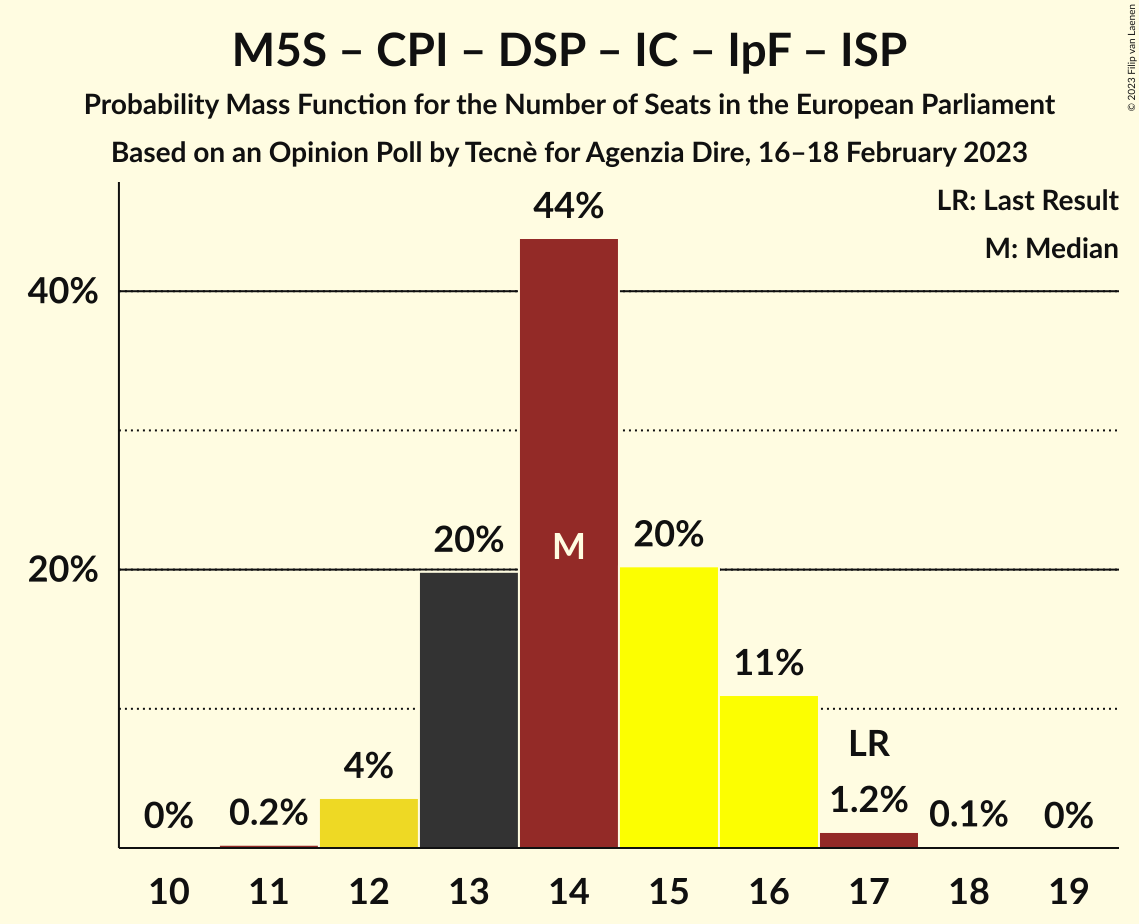 M5S – CPI – DSP – IC – IpF – ISP
Probability Mass Function for the Number of Seats in the European Parliament
Based on an Opinion Poll by Tecnè for Agenzia Dire, 16–18 February 2023
© 2023 Filip van Laenen
LR: Last Result
M: Median
40%
20%
0%
0.2%
4%
20%
44%
M
20%
11%
LR
1.2%
0.1%
0%
10 11 12 13 14 15 16 17 18 19